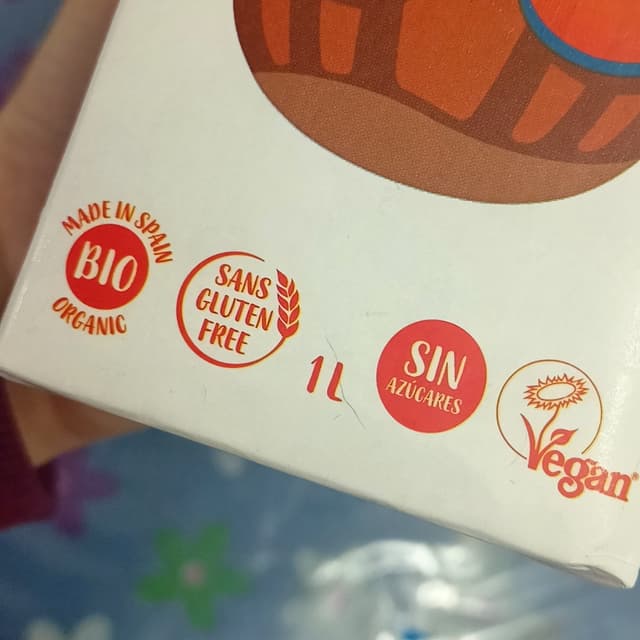 MADE IN SPAIN
BIO
ORGANIC
SANS
GLUTEN
FREE
1L
SIN
AZÚCARES
Vegan